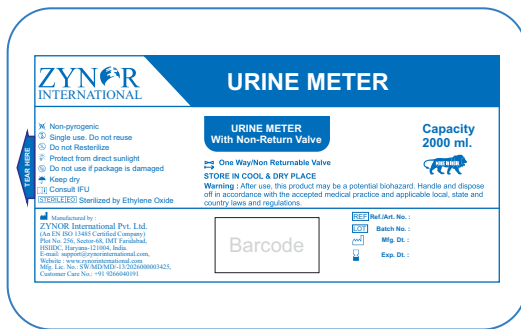 ZYNOR
INTERNATIONAL
URINE METER
TEAR HERE
Non-pyrogenic
Single use. Do not reuse
Do not Resterilize
Protect from direct sunlight
Do not use if package is damaged
Keep dry
Consult IFU
STERILE EO Sterilized by Ethylene Oxide
URINE METER
With Non-Return Valve
One Way/Non Returnable Valve
STORE IN COOL & DRY PLACE
Warning : After use, this product may be a potential biohazard. Handle and dispose
off in accordance with the accepted medical practice and applicable local, state and
country laws and regulations.
Capacity
2000 ml.
Manufactured by :
ZYNOR International Pvt. Ltd.
(An EN ISO 13485 Certified Company)
Plot No. 256, Sector-68, IMT Faridabad,
HSIIDC, Haryana-121004, India.
E-mail: support@zynorinternational.com,
Website : www.zynorinternational.com
Mfg. Lic. No.: SW/MD/MD/-13/2026000003425,
Customer Care No.: +91 9266040191
Barcode
REF Ref./Art. No. :
LOT Batch No. :
Mfg. Dt. :
Exp. Dt. :